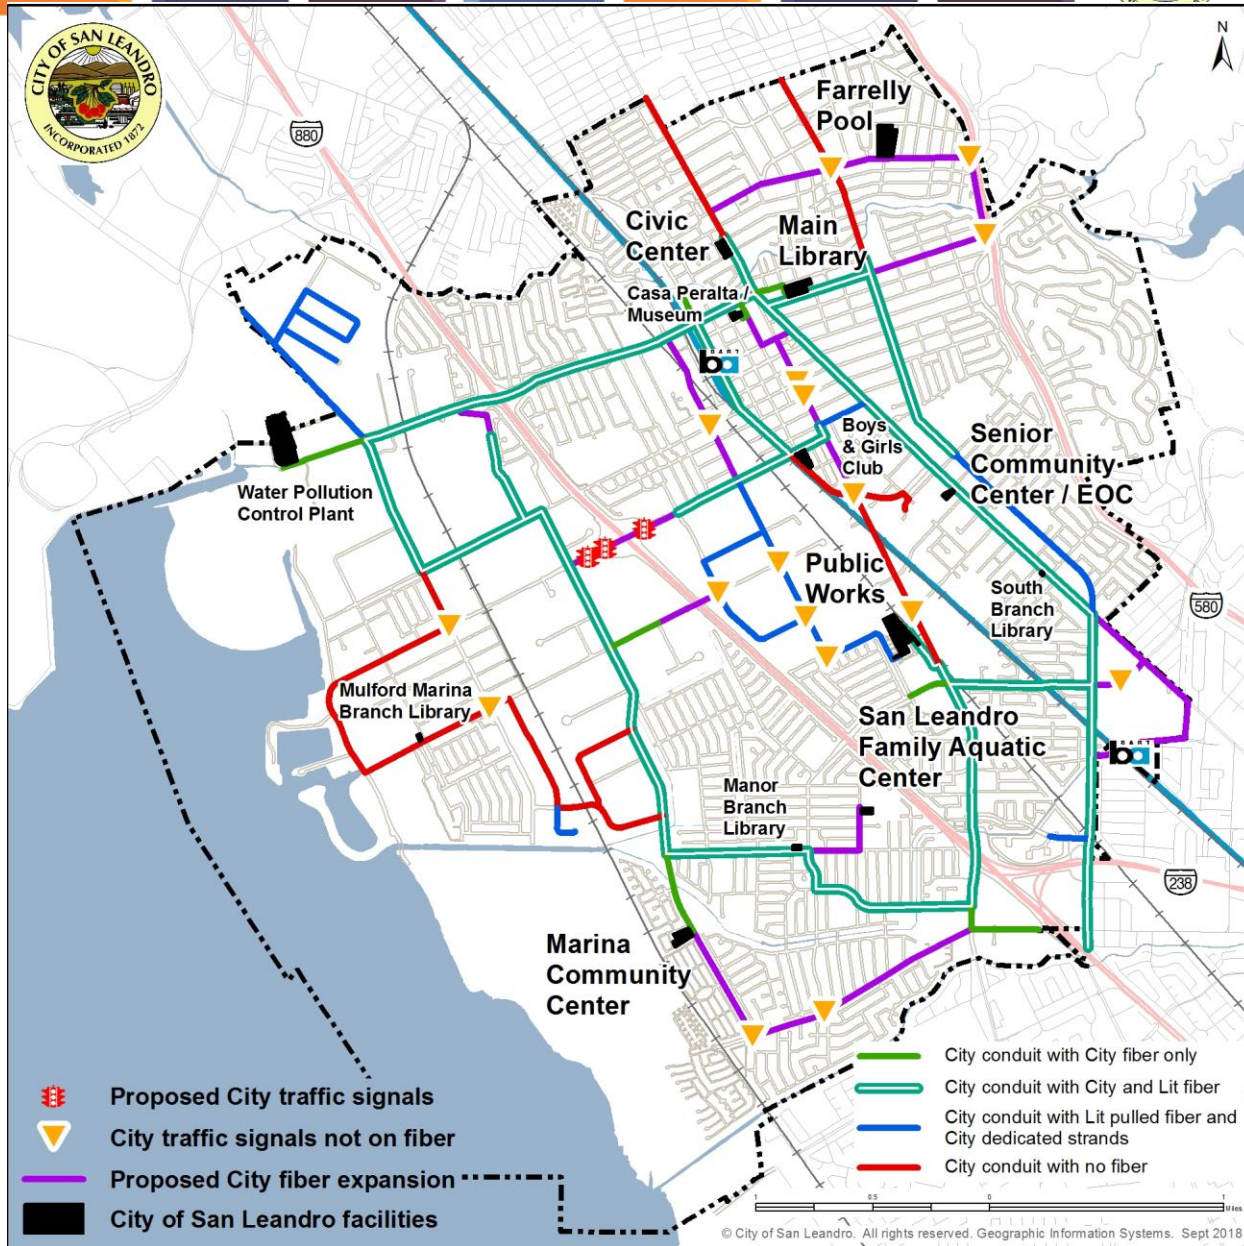 CITY OF SAN LEANDRO
INCORPORATED 1872
N
880
Farrelly
Pool
Civic
Center
Main
Library
Casa Peralta /
Museum
BART
ba
Boys
& Girls
Club
Senior
Community
Center / EOC
Water Pollution
Control Plant
Public
Works
South
Branch
Library
580
Mulford Marina
Branch Library
San Leandro
Family Aquatic
Center
BART
ba
Manor
Branch
Library
238
Marina
Community
Center
Proposed City traffic signals
City traffic signals not on fiber
Proposed City fiber expansion
City of San Leandro facilities
City conduit with City fiber only
City conduit with City and Lit fiber
City conduit with Lit pulled fiber and
City dedicated strands
City conduit with no fiber
1 0.5 0 1
Miles
© City of San Leandro. All rights reserved. Geographic Information Systems. Sept 2018